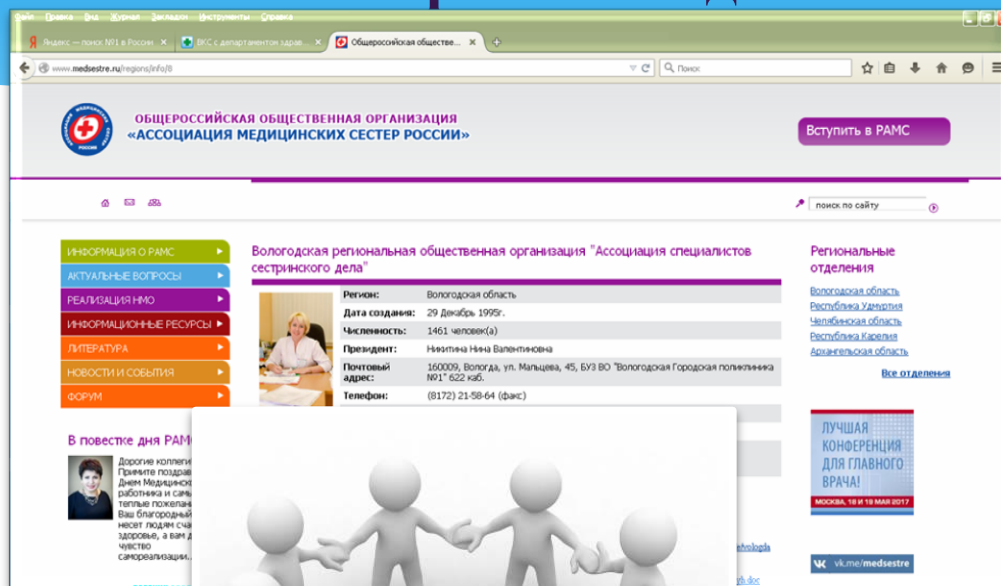 Файл Правка Вид Журнал Закладки Инструменты Справка
Яндекс — поиск №1 в России
ВКС с департаментом здрав...
Общероссийская обществе...
www.medsestre.ru/regions/info/8
Поиск
ОБЩЕРОССИЙСКАЯ ОБЩЕСТВЕННАЯ ОРГАНИЗАЦИЯ
«АССОЦИАЦИЯ МЕДИЦИНСКИХ СЕСТЕР РОССИИ»
Вступить в РАМС
поиск по сайту
ИНФОРМАЦИЯ О РАМС
АКТУАЛЬНЫЕ ВОПРОСЫ
РЕАЛИЗАЦИЯ НМО
ИНФОРМАЦИОННЫЕ РЕСУРСЫ
ЛИТЕРАТУРА
НОВОСТИ И СОБЫТИЯ
ФОРУМ
В повестке дня РАМ
Дорогие коллеги
Примите поздрав
Днем Медицинско
работника и самы
теплые пожелани
Ваш благородный
несет людям сча
здоровье, а вам д
чувство
самореализации..
Вологодская региональная общественная организация "Ассоциация специалистов
сестринского дела"
Регион: Вологодская область
Дата создания: 29 Декабрь 1995г.
Численность: 1461 человек(а)
Президент: Никитина Нина Валентиновна
Почтовый адрес: 160009, Вологда, ул. Мальцева, 45, БУЗ ВО "Вологодская Городская поликлиника
№1" 622 каб.
Телефон: (8172) 21-58-64 (факс)
Региональные
отделения
Вологодская область
Республика Удмуртия
Челябинская область
Республика Карелия
Архангельская область
Все отделения
ЛУЧШАЯ
КОНФЕРЕНЦИЯ
ДЛЯ ГЛАВНОГО
ВРАЧА!
МОСКВА, 18 И 19 МАЯ 2017
vk.me/medsestre